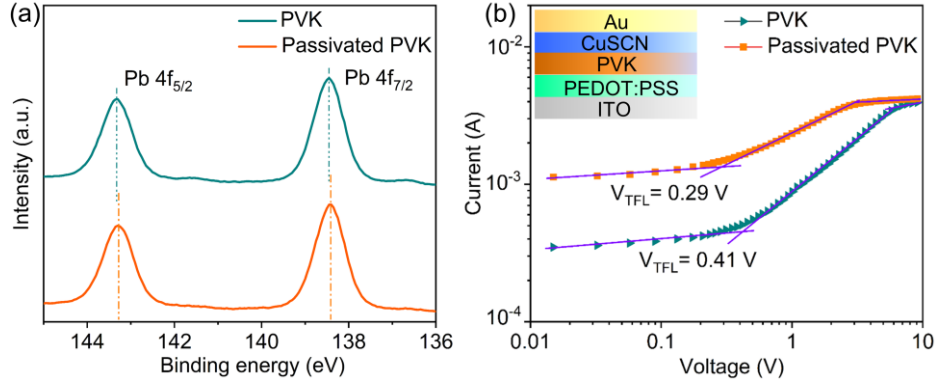 (a)
PVK
Passivated PVK
Pb 4f5/2
Pb 4f7/2
Intensity (a.u.)
144
142
140
138
136
Binding energy (eV)
(b)
Au
CuSCN
PVK
PEDOT:PSS
ITO
PVK
Passivated PVK
VTFL= 0.29 V
VTFL= 0.41 V
Current (A)
10-2
10-3
10-4
0.01
0.1
1
10
Voltage (V)